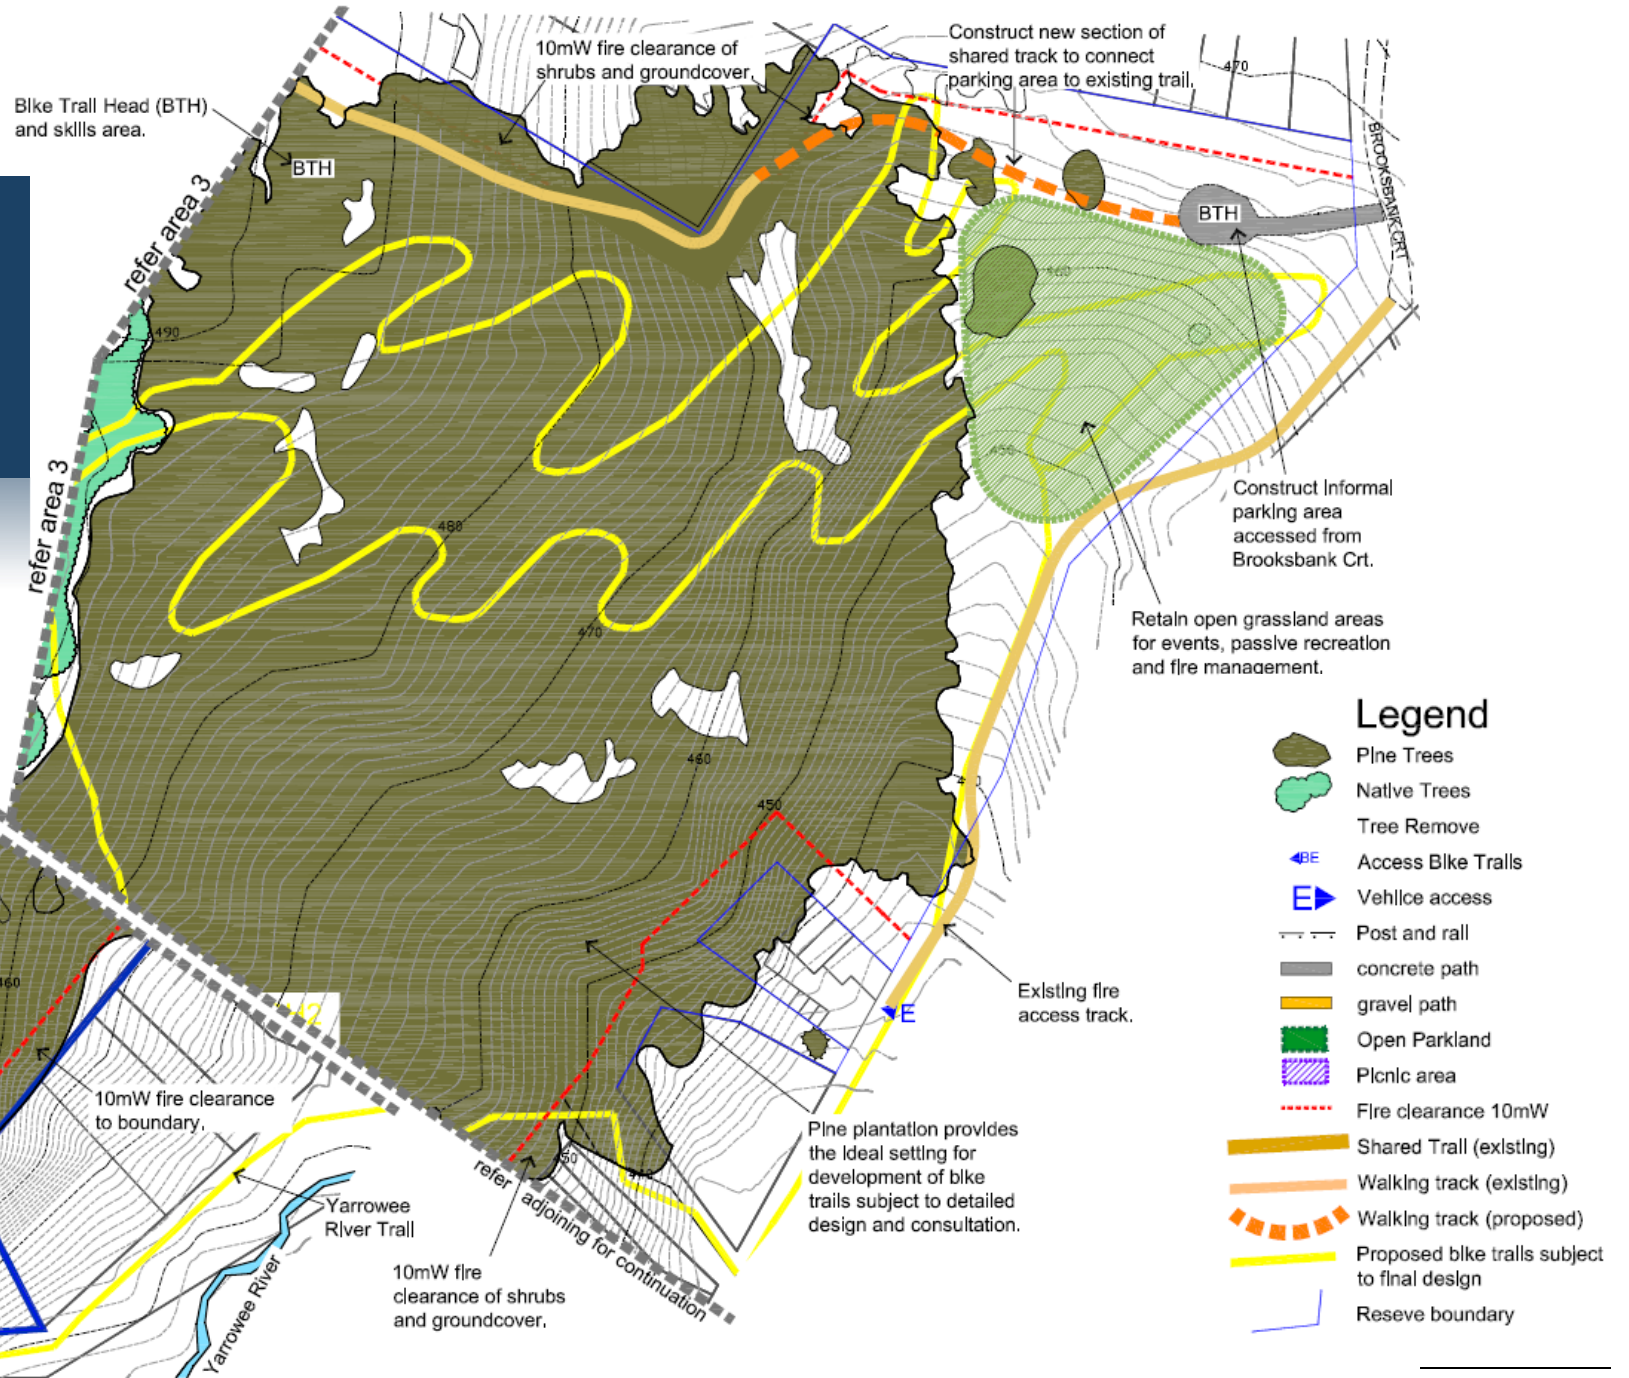 10mW fire clearance of
shrubs and groundcover.
Construct new section of
shared track to connect
parking area to existing trail.
470
Bike Trail Head (BTH)
and skills area.
BTH
BROOKSBANK CRT
refer area 3
BTH
460
490
450
refer area 3
480
Construct informal
parking area
accessed from
Brooksbank Crt.
470
Retain open grassland areas
for events, passive recreation
and fire management.
460
450
Legend
Pine Trees
Native Trees
Tree Remove
BE
Access Bike Trails
E
Vehilce access
Post and rail
concrete path
gravel path
Open Parkland
Picnic area
Fire clearance 10mW
Shared Trail (existing)
Walking track (existing)
Walking track (proposed)
Proposed bike trails subject
to final design
Reseve boundary
460
Existing fire
access track.
E
10mW fire clearance
to boundary.
Pine plantation provides
the ideal setting for
development of bike
trails subject to detailed
design and consultation.
refer adjoining for continuation
Yarrowee
River Trail
10mW fire
clearance of shrubs
and groundcover.
Yarrowee River